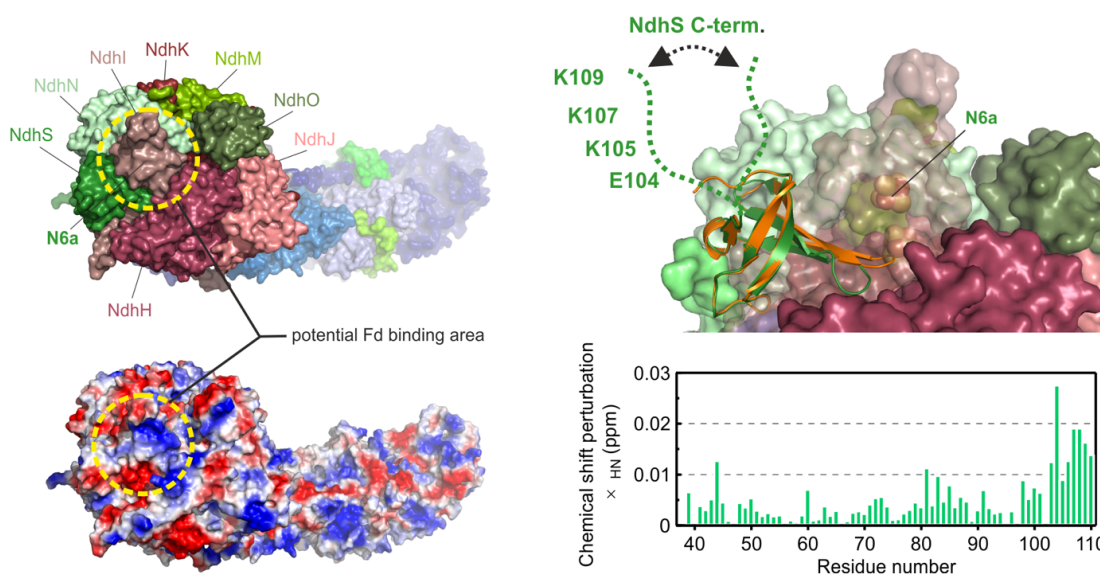 NdhK
NdhI
NdhM
NdhN
NdhO
NdhS
NdhJ
N6a
NdhH
potential Fd binding area
NdhS C-term.
K109
K107
K105
E104
N6a
Chemical shift perturbation
× HN (ppm)
0.03
0.02
0.01
0
40 50 60 70 80 90 100 110
Residue number